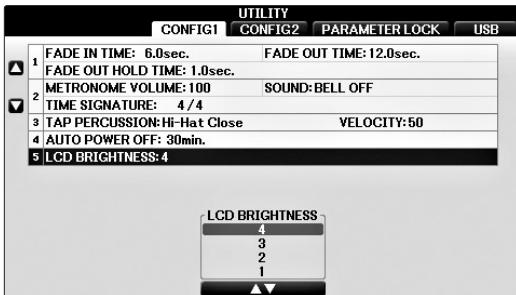 UTILITY
CONFIG1 CONFIG2 PARAMETER LOCK USB
1 FADE IN TIME: 6.0sec. FADE OUT TIME:12.0sec.
FADE OUT HOLD TIME: 1.0sec.
2 METRONOME VOLUME:100 SOUND:BELL OFF
TIME SIGNATURE: 4/4
3 TAP PERCUSSION:Hi-Hat Close VELOCITY:50
4 AUTO POWER OFF: 30min.
5 LCD BRIGHTNESS:4
LCD BRIGHTNESS
4
3
2
1